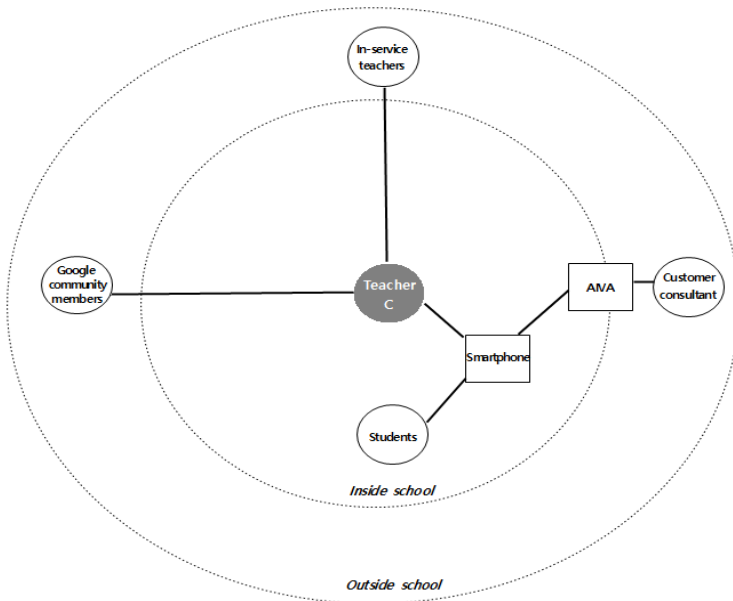 In-service
teachers
Google
community
members
Teacher
C
AIVA
Customer
consultant
Smartphone
Students
Inside school
Outside school